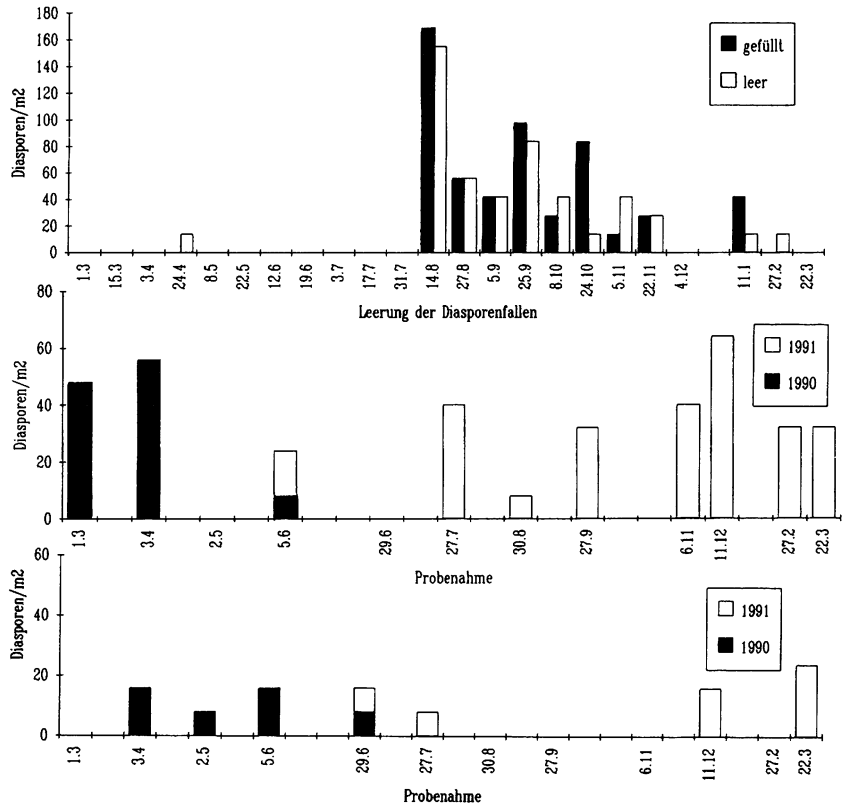 Diasporen/m2
180
160
140
120
100
80
60
40
20
0
gefüllt
leer
1.3 15.3 3.4 24.4 8.5 22.5 12.6 19.6 3.7 17.7 31.7 14.8 27.8 5.9 25.9 8.10 24.10 5.11 22.11 4.12 11.1 27.2 22.3
Leerung der Diasporenfallen
Diasporen/m2
80
60
40
20
0
1991
1990
1.3 3.4 2.5 5.6 29.6 27.7 30.8 27.9 6.11 11.12 27.2 22.3
Probenahme
Diasporen/m2
60
40
20
0
1991
1990
1.3 3.4 2.5 5.6 29.6 27.7 30.8 27.9 6.11 11.12 27.2 22.3
Probenahme